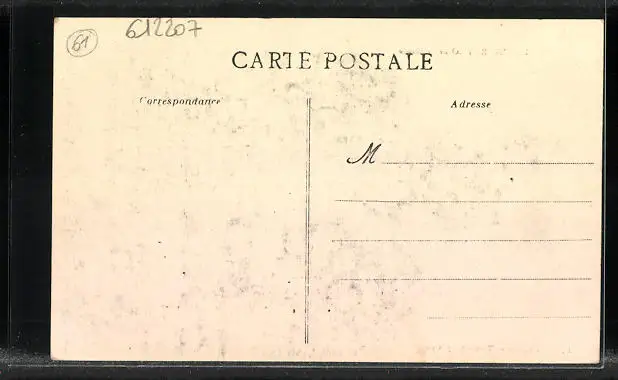 61
612207
CARTE POSTALE
Correspondance
Adresse
M